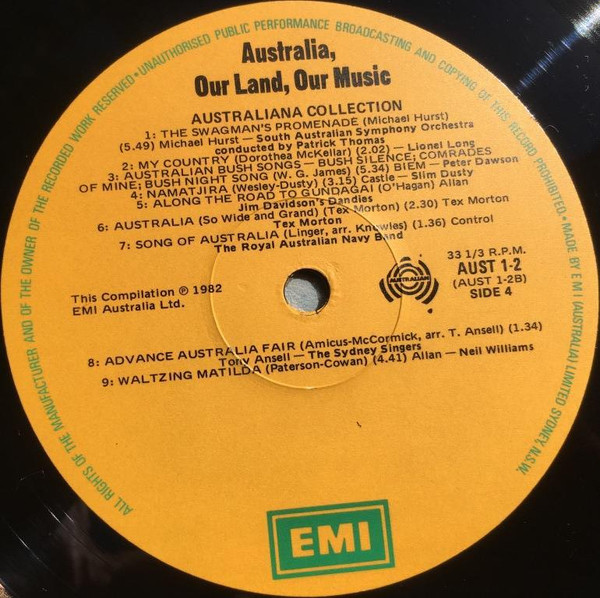 ALL RIGHTS OF THE MANUFACTURER AND OF THE OWNER OF THE RECORDED WORK RESERVED • UNAUTHORISED PUBLIC PERFORMANCE BROADCASTING AND COPYING OF THIS RECORD PROHIBITED • MADE BY E M I (AUSTRALIA) LIMITED SYDNEY, N.S.W.
Australia,
Our Land, Our Music
AUSTRALIANA COLLECTION
1: THE SWAGMAN'S PROMENADE (Michael Hurst)
(5.49) Michael Hurst — South Australian Symphony Orchestra
Conducted by Patrick Thomas
2: MY COUNTRY (Dorothea McKellar) (2.02) — Lionel Long
3: AUSTRALIAN BUSH SONGS — BUSH SILENCE; COMRADES
OF MINE; BUSH NIGHT SONG (W. G. James) (5.34) BIEM — Peter Dawson
4: NAMATJIRA (Wesley-Dusty) (3.15) Castle — Slim Dusty
5: ALONG THE ROAD TO GUNDAGAI (O'Hagan) Allan
Jim Davidson's Dandies
6: AUSTRALIA (So Wide and Grand) (Tex Morton) (2.30) Tex Morton
Tex Morton
7: SONG OF AUSTRALIA (Linger, arr. Knowles) (1.36) Control
The Royal Australian Navy Band
33 1/3 R.P.M.
AUST 1-2
(AUST 1-2B)
SIDE 4
AUSTRALIAN
This Compilation ℗ 1982
EMI Australia Ltd.
8: ADVANCE AUSTRALIA FAIR (Amicus-McCormick, arr. T. Ansell) (1.34)
Tony Ansell — The Sydney Singers
9: WALTZING MATILDA (Paterson-Cowan) (4.41) Allan — Neil Williams
EMI